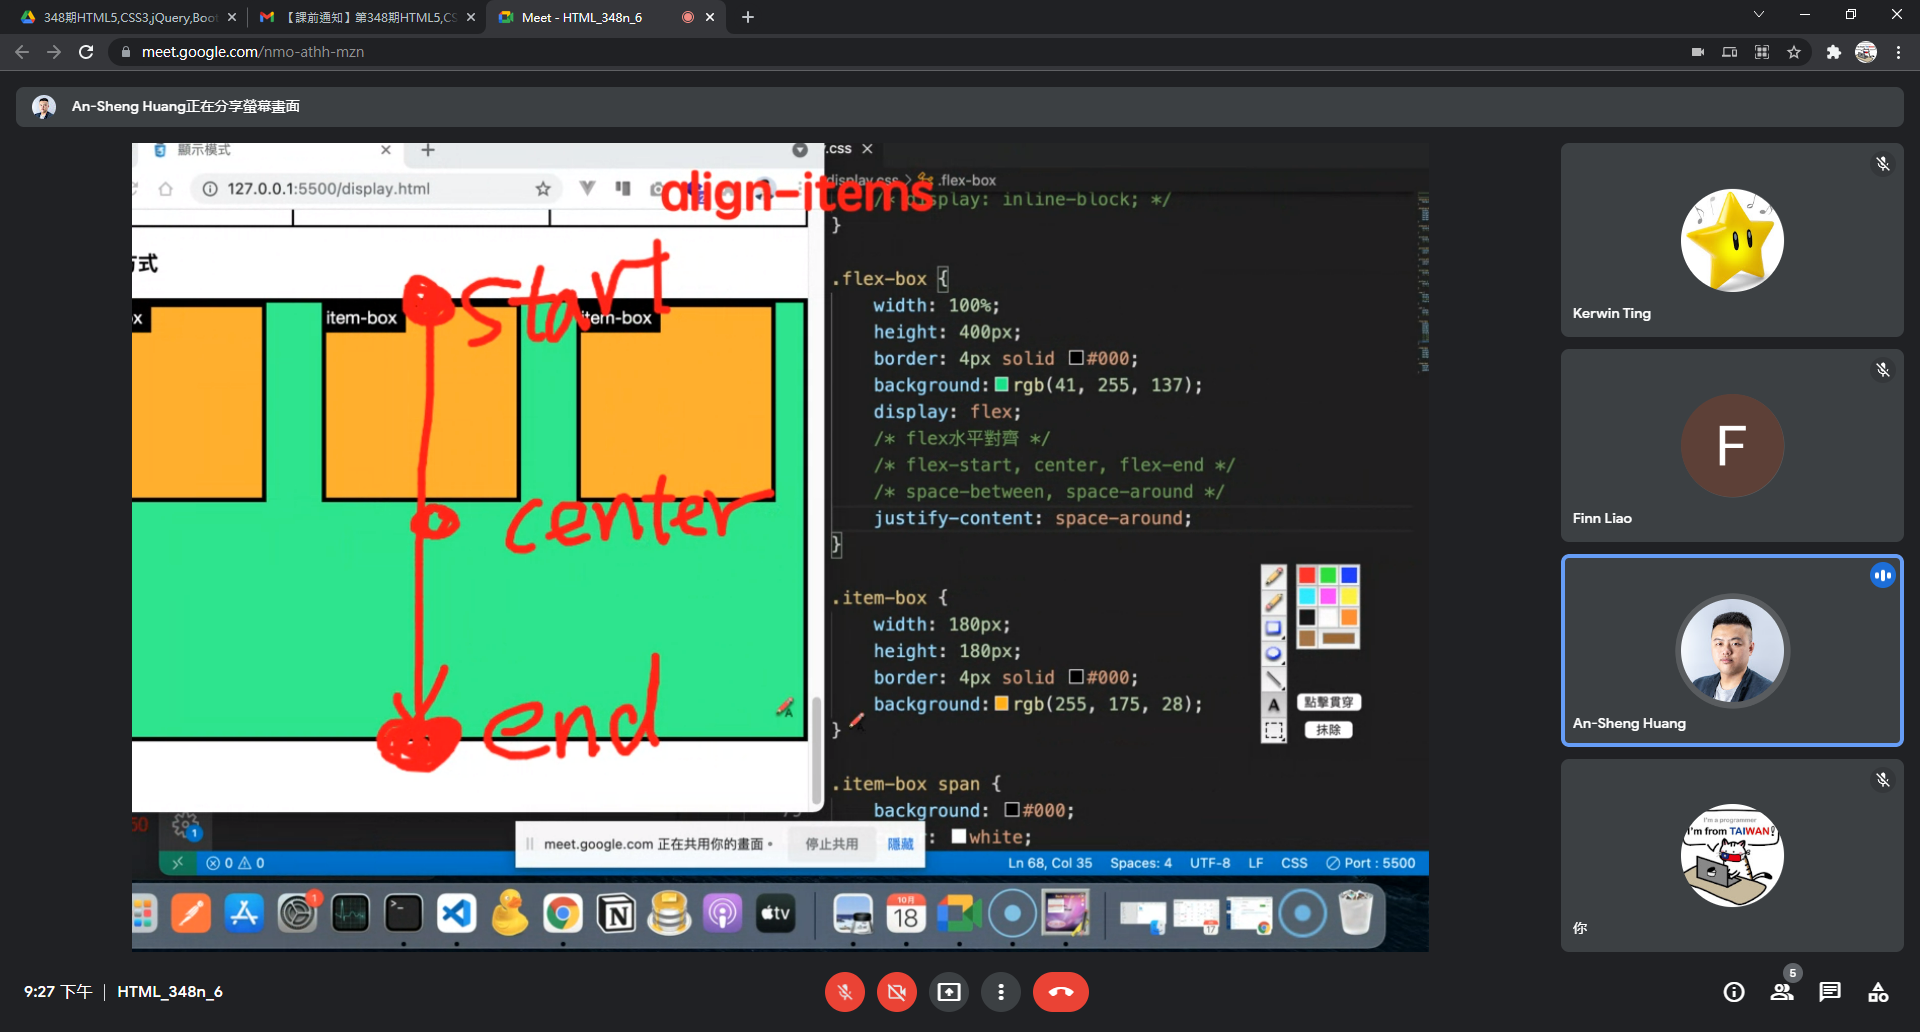 348期HTML5,CSS3,jQuery,Boot
【課前通知】第348期HTML5,CS
Meet - HTML_348n_6
meet.google.com/nmo-athh-mzn
An-Sheng Huang正在分享螢幕畫面
顯示模式
127.0.0.1:5500/display.html
align-items
方式
start
item-box
item-box
center
end
.css
display.css > .flex-box
/* display: inline-block; */
}
.flex-box {
width: 100%;
height: 400px;
border: 4px solid #000;
background: rgb(41, 255, 137);
display: flex;
/* flex水平對齊 */
/* flex-start, center, flex-end */
/* space-between, space-around */
justify-content: space-around;
}
.item-box {
width: 180px;
height: 180px;
border: 4px solid #000;
background: rgb(255, 175, 28);
}
.item-box span {
background: #000;
white;
A
點擊貫穿
抹除
50
1
meet.google.com 正在共用你的畫面。
停止共用
隱藏
0 0
Ln 68, Col 35
Spaces: 4
UTF-8
LF
CSS
Port : 5500
1
tv
10月
18
17
Kerwin Ting
F
Finn Liao
An-Sheng Huang
I'm a programmer
I'm from TAIWAN!
你
9:27 下午
HTML_348n_6
5